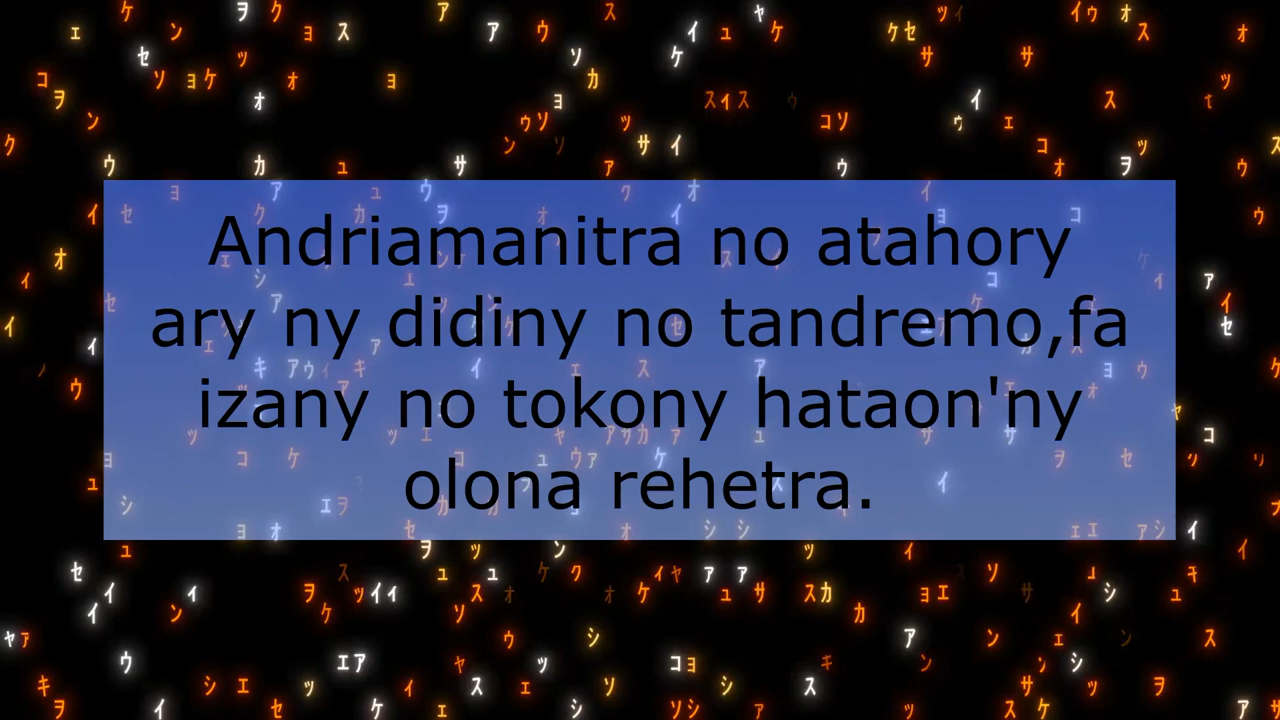 Andriamanitra no atahory
ary ny didiny no tandremo,fa
izany no tokony hataon'ny
olona rehetra.